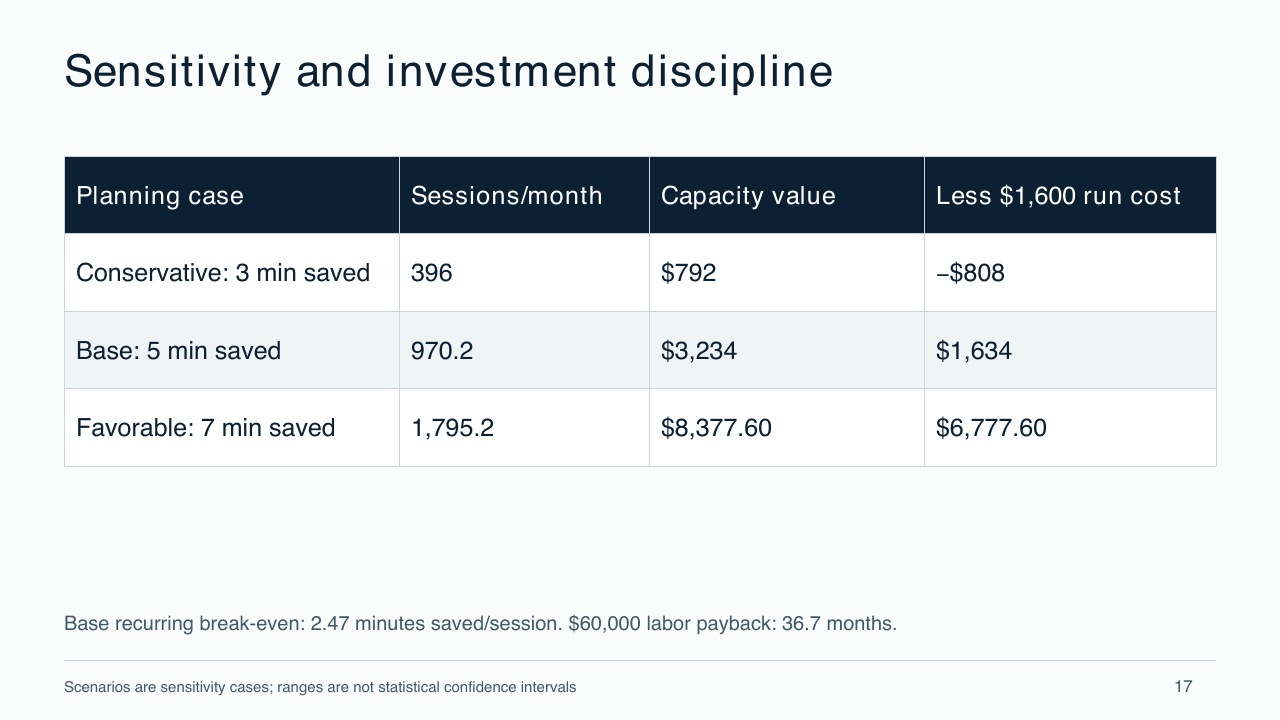 Sensitivity and investment discipline
Planning case
Sessions/month
Capacity value
Less $1,600 run cost
Conservative: 3 min saved
396
$792
−$808
Base: 5 min saved
970.2
$3,234
$1,634
Favorable: 7 min saved
1,795.2
$8,377.60
$6,777.60
Base recurring break-even: 2.47 minutes saved/session. $60,000 labor payback: 36.7 months.
Scenarios are sensitivity cases; ranges are not statistical confidence intervals
17